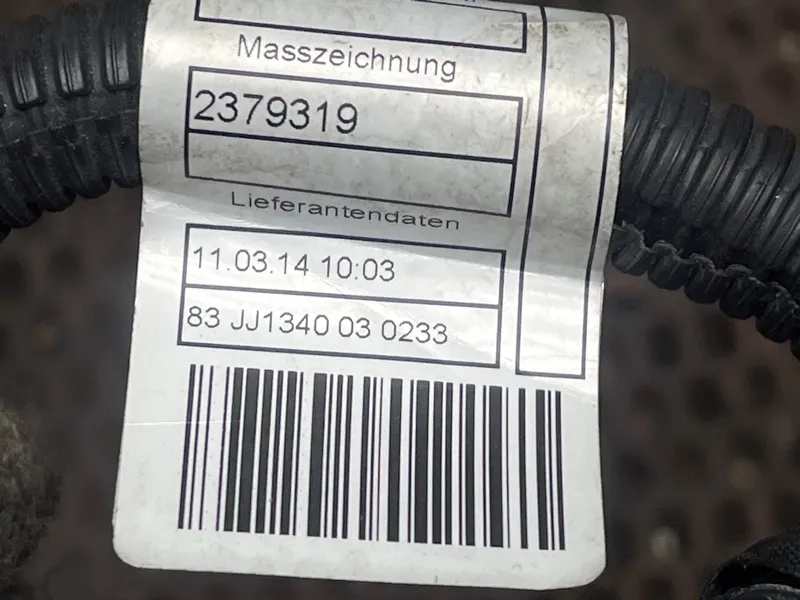 Masszeichnung
2379319
Lieferantendaten
11.03.14 10:03
83 JJ1340 03 0233